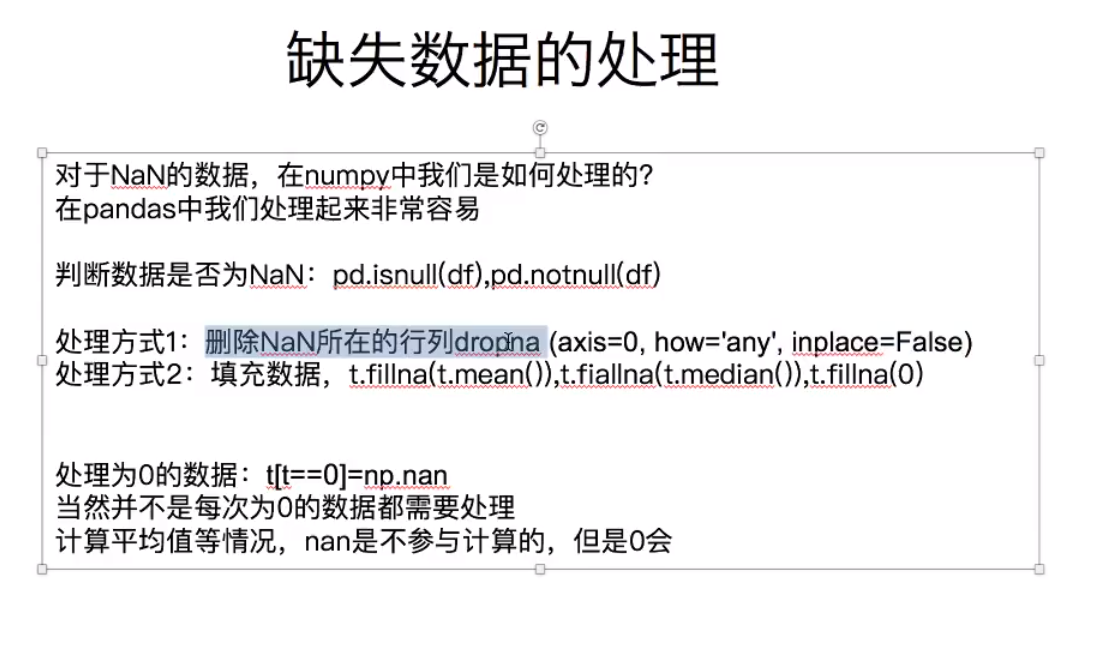 缺失数据的处理
对于NaN的数据，在numpy中我们是如何处理的？
在pandas中我们处理起来非常容易
判断数据是否为NaN：pd.isnull(df),pd.notnull(df)
处理方式1：删除NaN所在的行列dropna (axis=0, how='any', inplace=False)
处理方式2：填充数据，t.fillna(t.mean()),t.fiallna(t.median()),t.fillna(0)
处理为0的数据：t[t==0]=np.nan
当然并不是每次为0的数据都需要处理
计算平均值等情况，nan是不参与计算的，但是0会